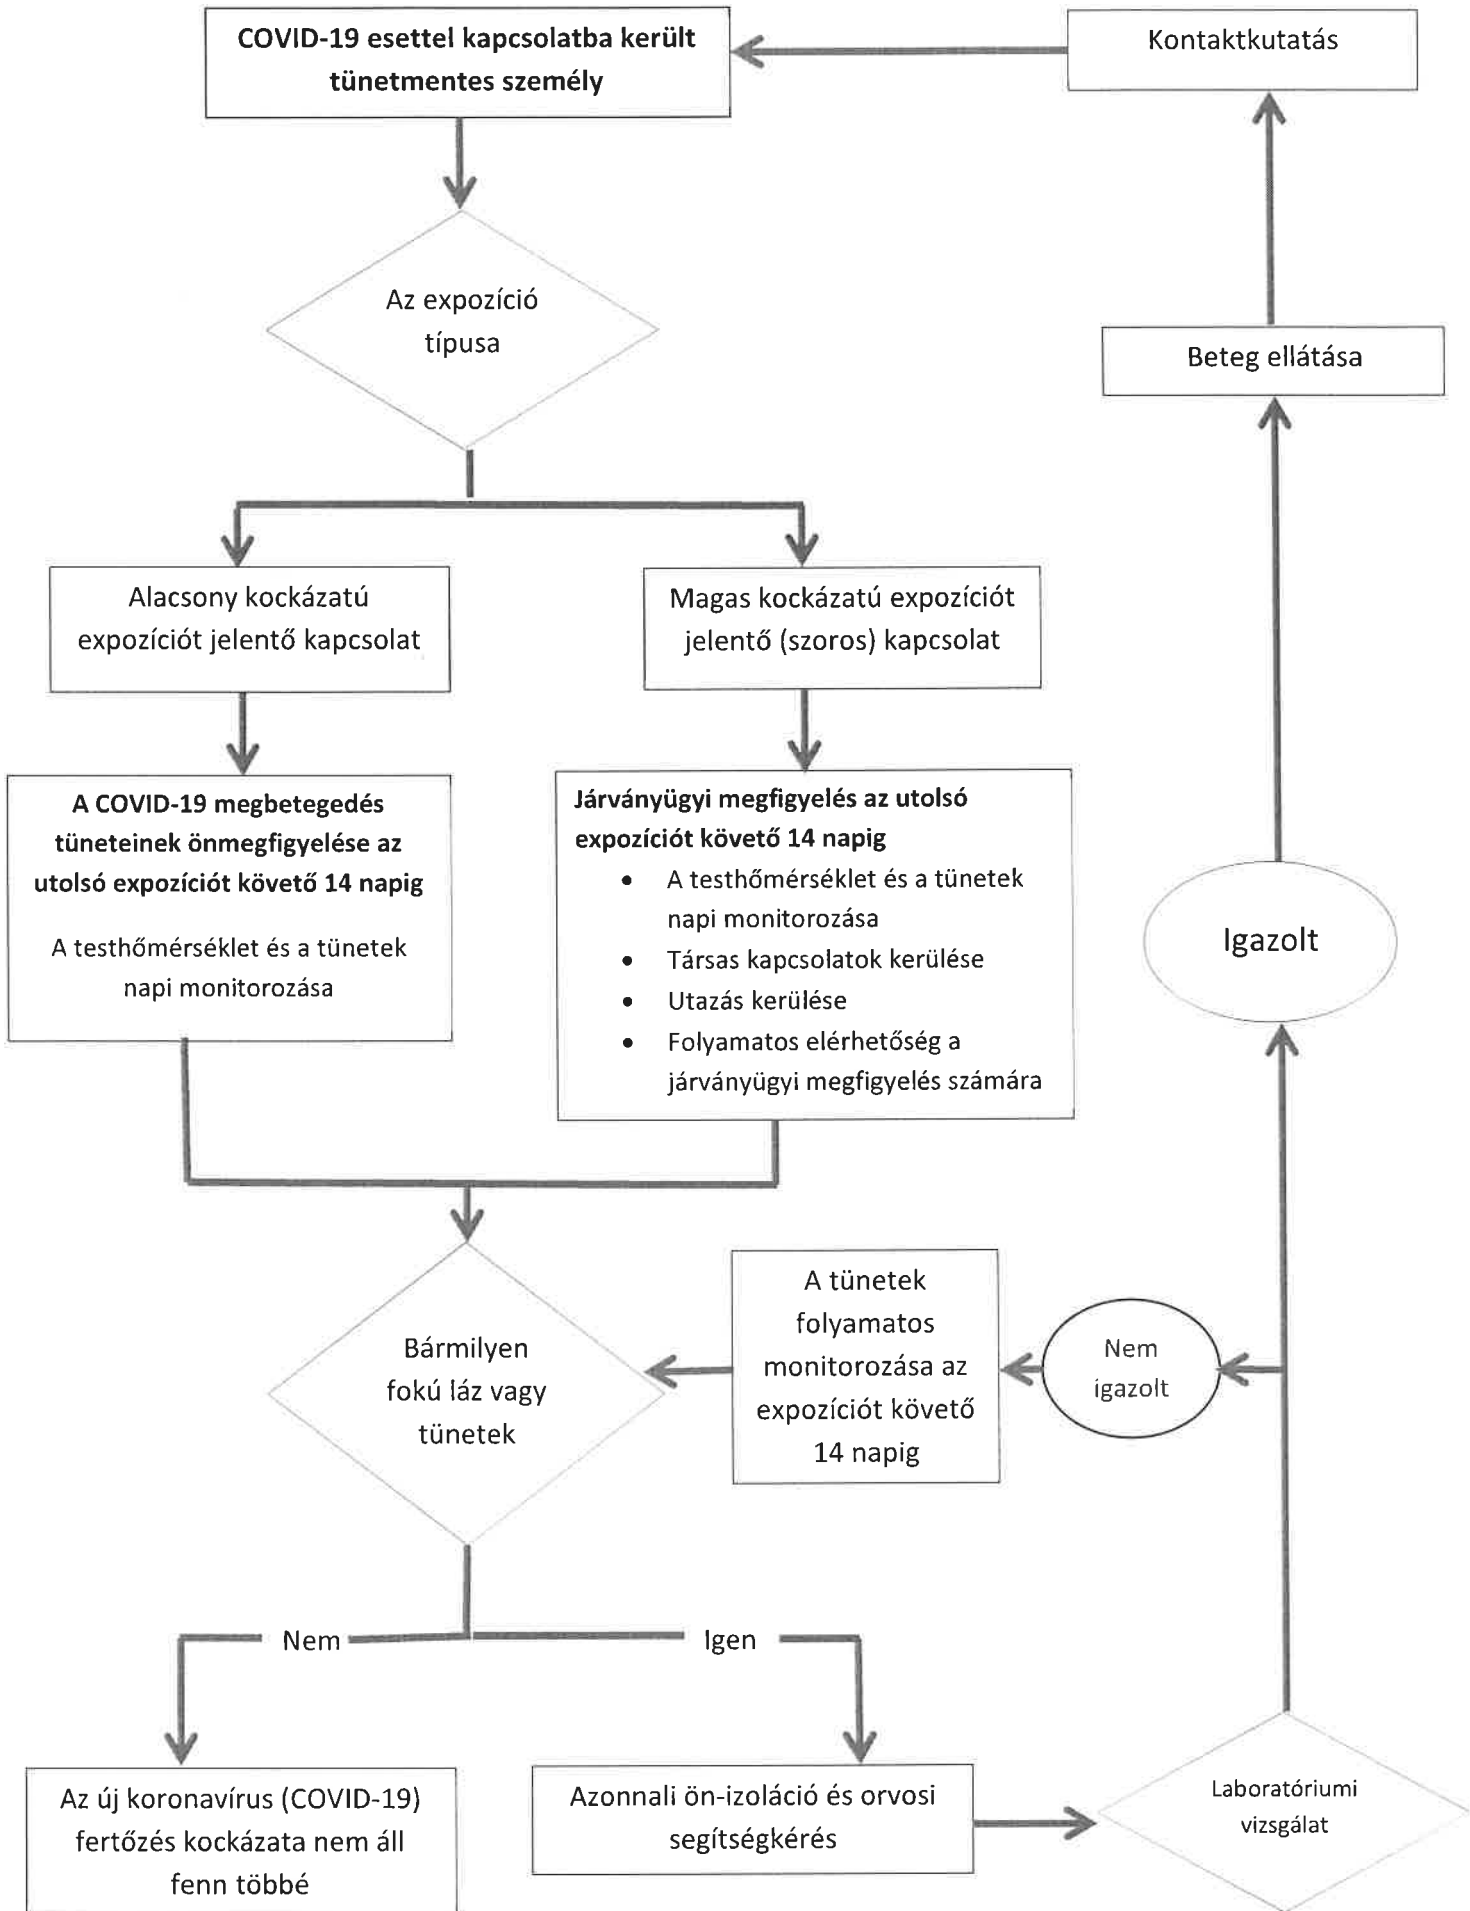 COVID-19 esettel kapcsolatba került
tünetmentes személy
Kontaktkutatás
Az expozíció
típusa
Beteg ellátása
Alacsony kockázatú
expozíciót jelentő kapcsolat
Magas kockázatú expozíciót
jelentő (szoros) kapcsolat
A COVID-19 megbetegedés
tüneteinek önmegfigyelése az
utolsó expozíciót követő 14 napig
A testhőmérséklet és a tünetek
napi monitorozása
Járványügyi megfigyelés az utolsó
expozíciót követő 14 napig
• A testhőmérséklet és a tünetek
napi monitorozása
• Társas kapcsolatok kerülése
• Utazás kerülése
• Folyamatos elérhetőség a
járványügyi megfigyelés számára
Igazolt
Bármilyen
fokú láz vagy
tünetek
A tünetek
folyamatos
monitorozása az
expozíciót követő
14 napig
Nem
igazolt
Nem
Igen
Az új koronavírus (COVID-19)
fertőzés kockázata nem áll
fenn többé
Azonnali ön-izoláció és orvosi
segítségkérés
Laboratóriumi
vizsgálat